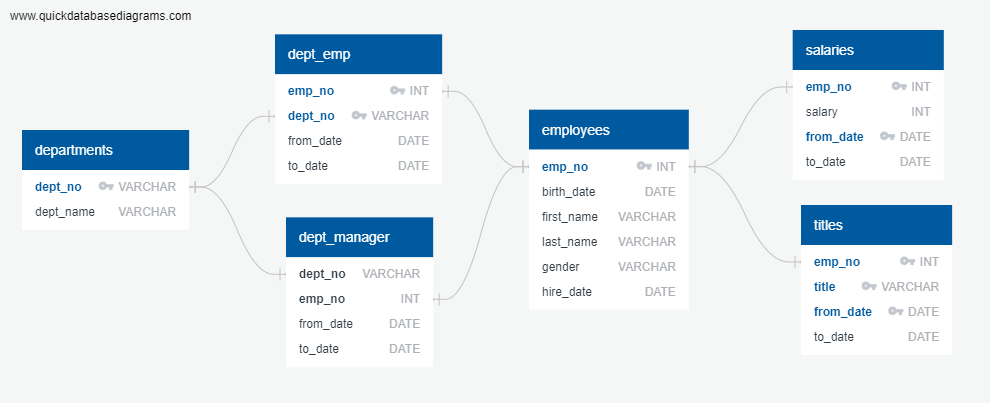 www.quickdatabasediagrams.com
departments
dept_no VARCHAR
dept_name VARCHAR
dept_emp
emp_no INT
dept_no VARCHAR
from_date DATE
to_date DATE
dept_manager
dept_no VARCHAR
emp_no INT
from_date DATE
to_date DATE
employees
emp_no INT
birth_date DATE
first_name VARCHAR
last_name VARCHAR
gender VARCHAR
hire_date DATE
salaries
emp_no INT
salary INT
from_date DATE
to_date DATE
titles
emp_no INT
title VARCHAR
from_date DATE
to_date DATE